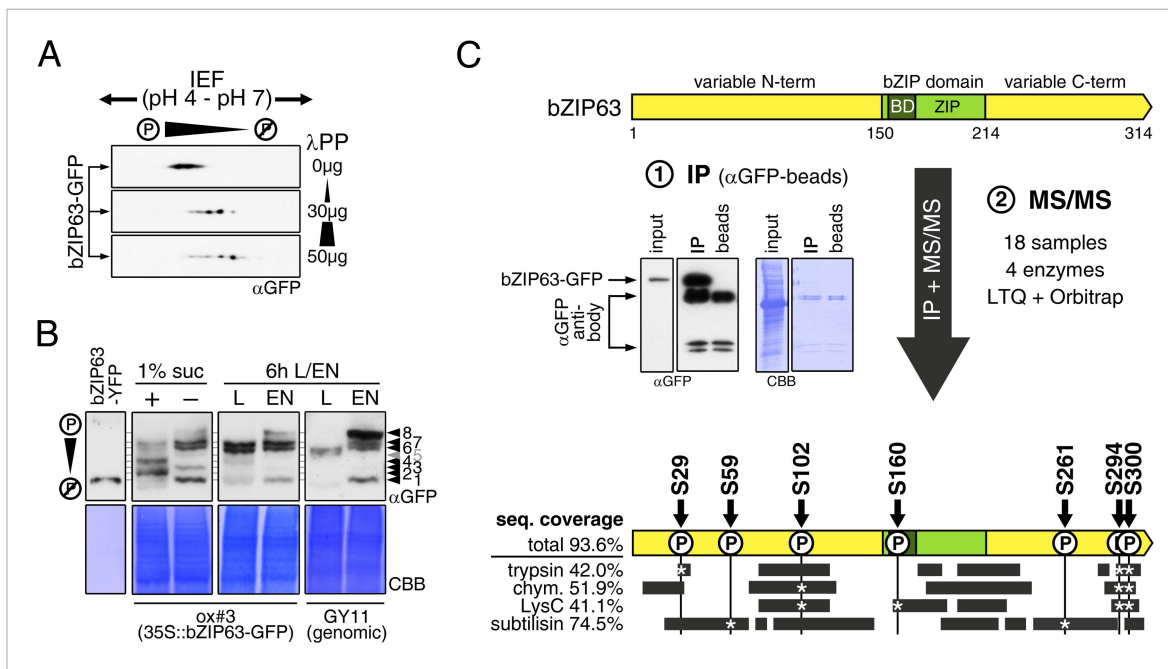 A
IEF
(pH 4 - pH 7)
P
P
λPP
bZIP63-GFP
0µg
30µg
50µg
αGFP
B
bZIP63
-YFP
1% suc
6h L/EN
+ − L EN L EN
P
P
8
7
6
5
4
3
2
1
αGFP
CBB
ox#3
(35S::bZIP63-GFP)
GY11
(genomic)
C
variable N-term bZIP domain variable C-term
bZIP63 BD ZIP
1 150 214 314
1 IP (αGFP-beads)
input IP beads input IP beads
bZIP63-GFP
αGFP
anti-
body
αGFP CBB
IP + MS/MS
2 MS/MS
18 samples
4 enzymes
LTQ + Orbitrap
S29 S59 S102 S160 S261 S294 S300
seq. coverage
total 93.6% P P P P P P P
trypsin 42.0% * * *
chym. 51.9% * * *
LysC 41.1% * * * *
subtilisin 74.5% * *